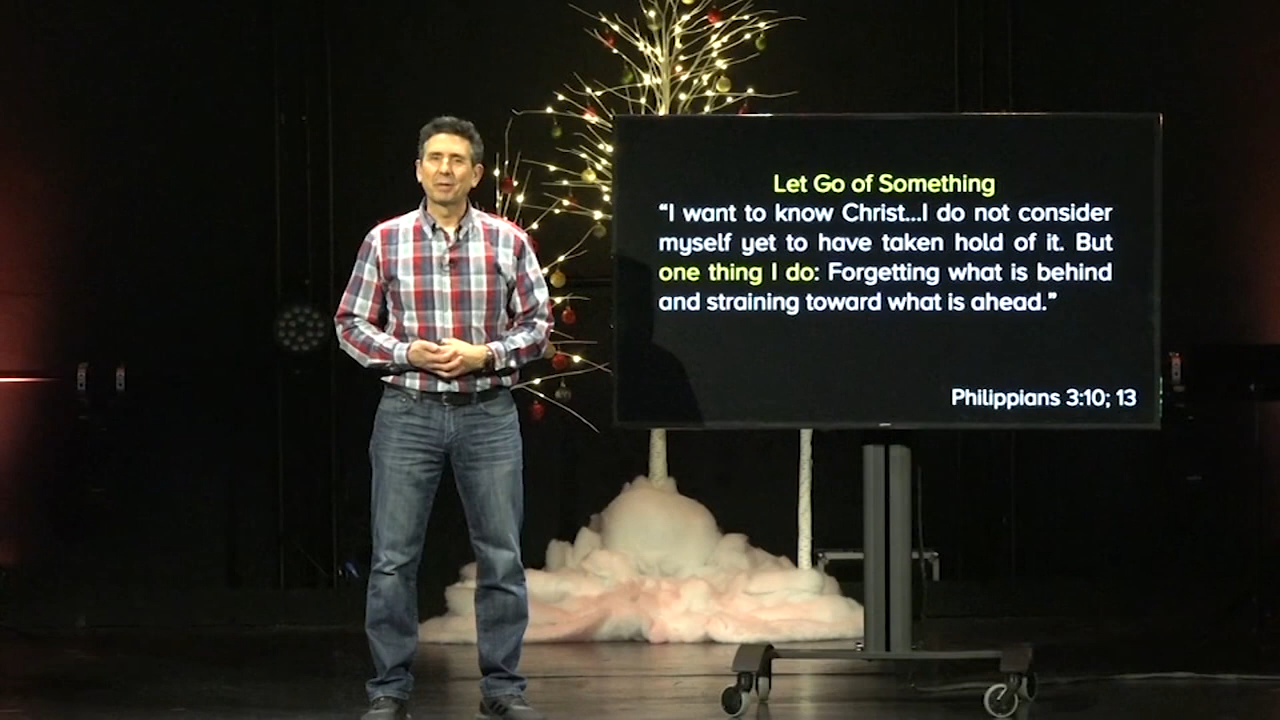 Let Go of Something
“I want to know Christ...I do not consider
myself yet to have taken hold of it. But
one thing I do: Forgetting what is behind
and straining toward what is ahead.”
Philippians 3:10; 13